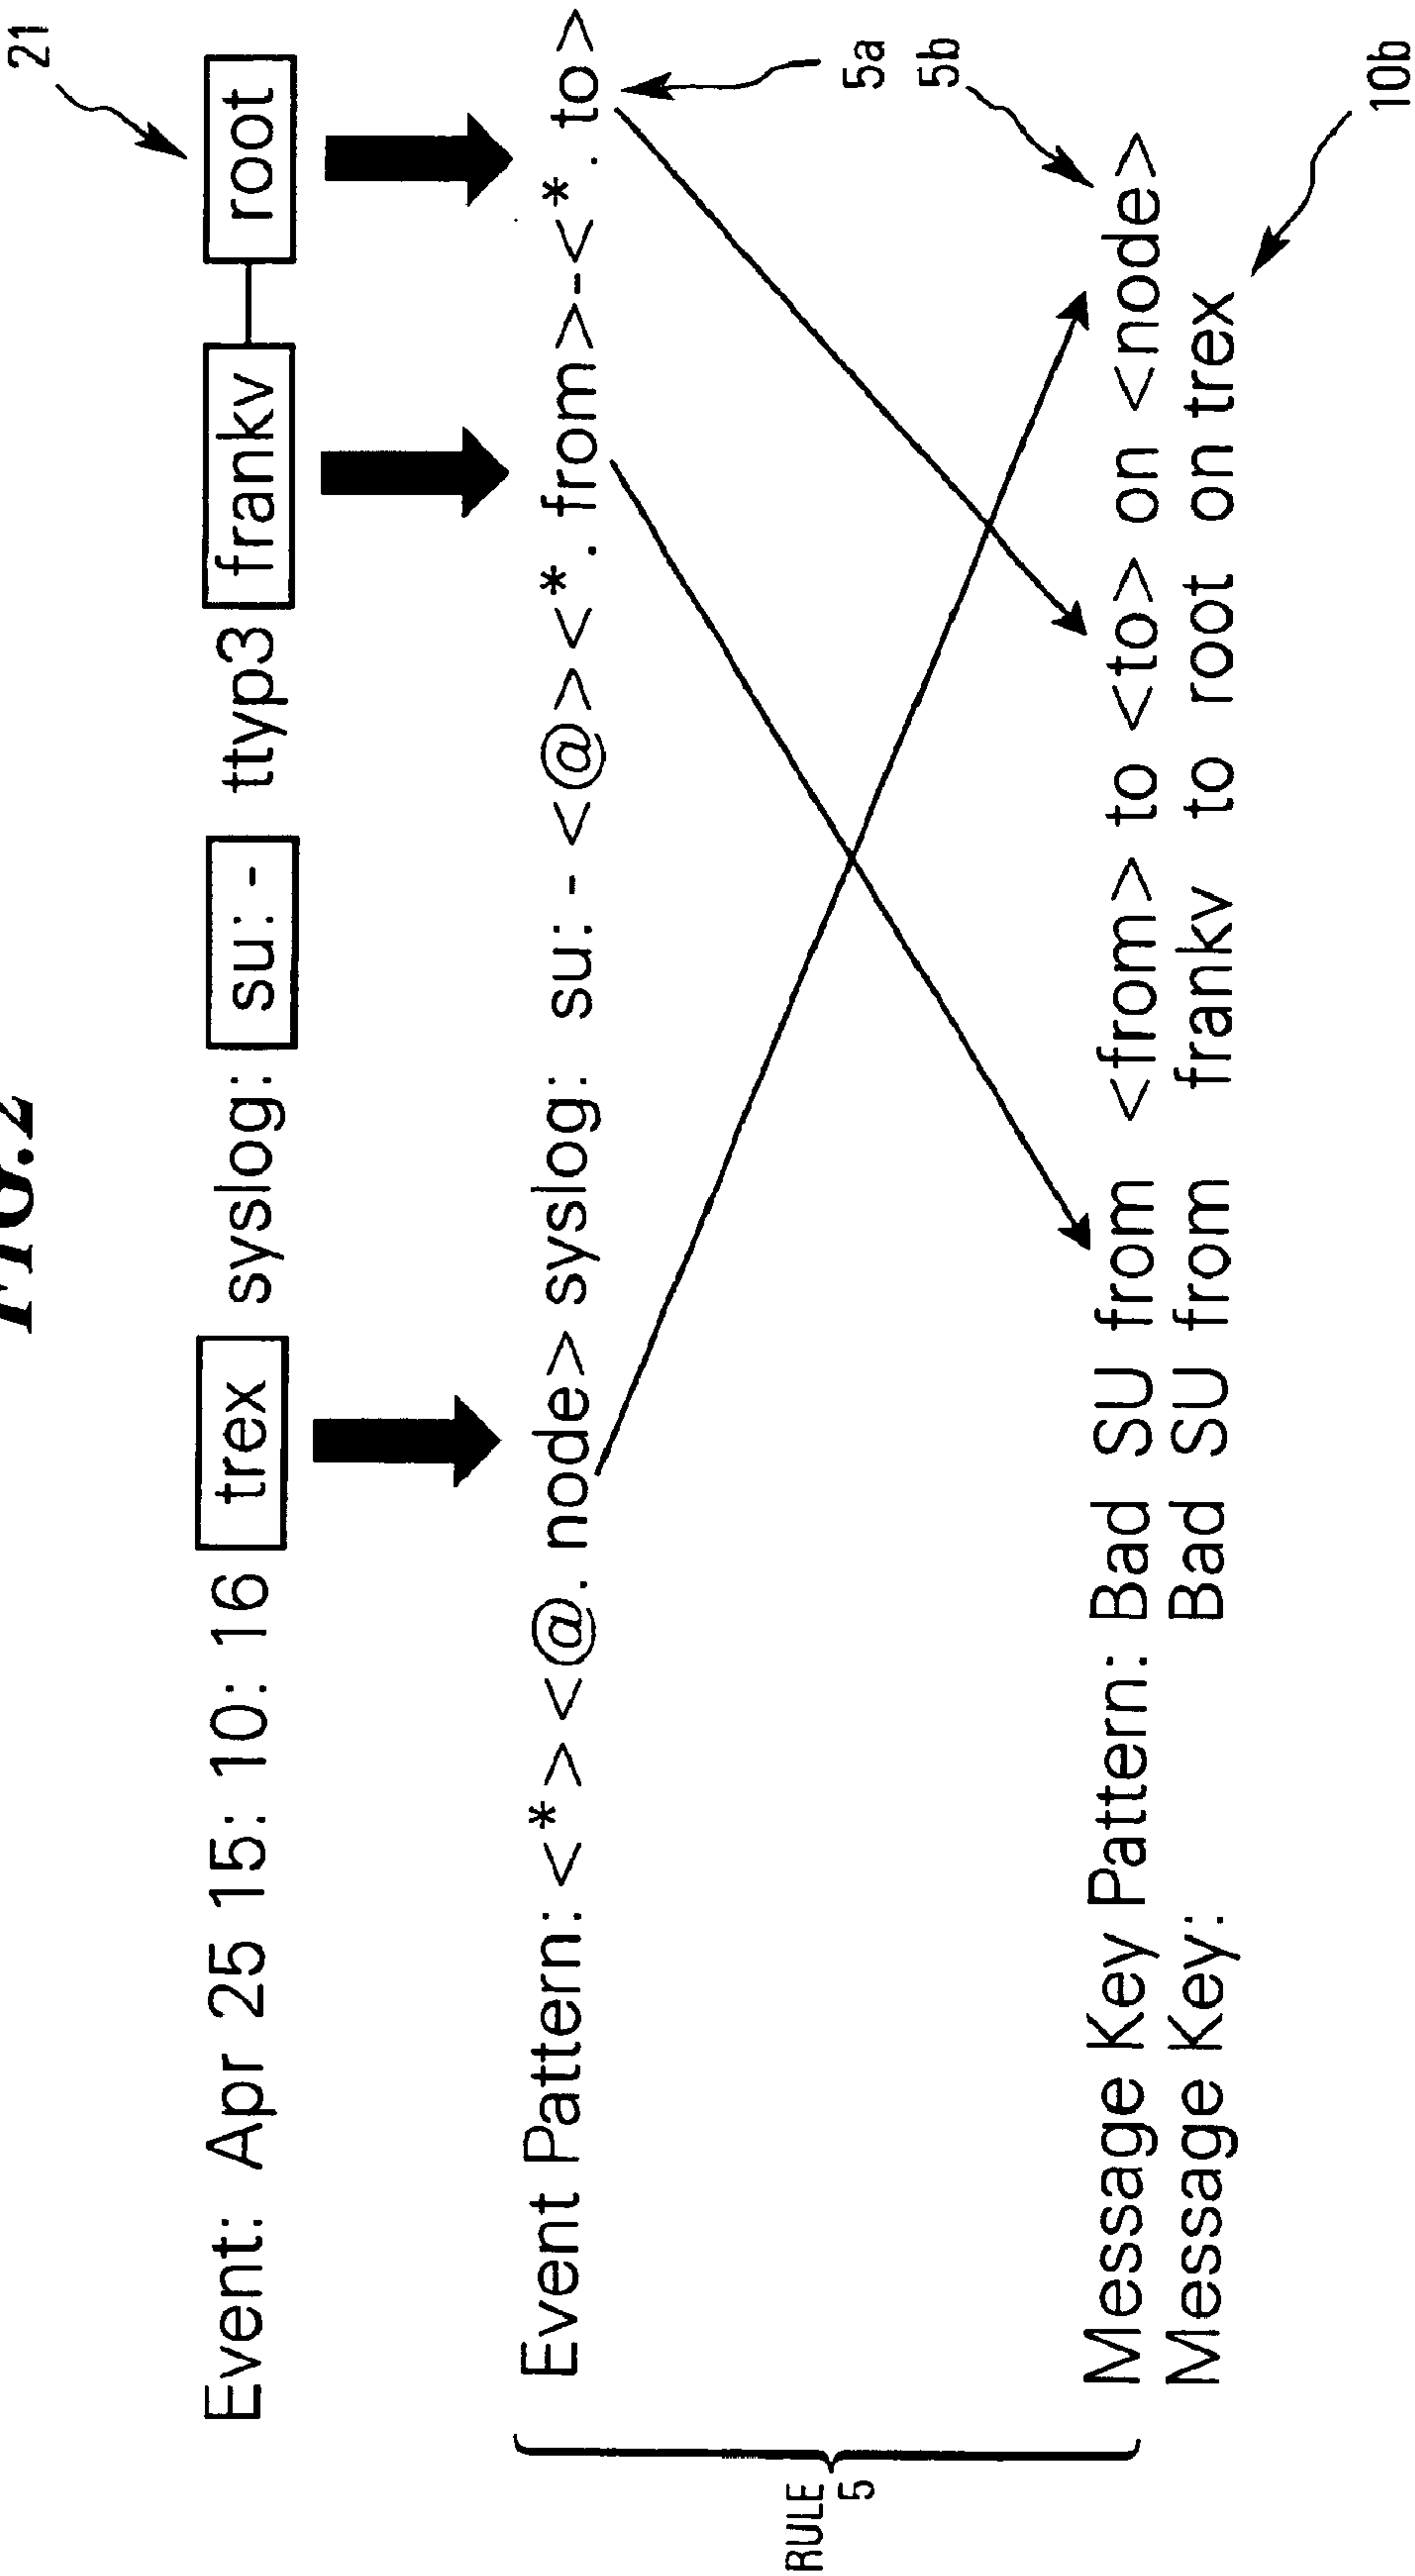 FIG.2
21
Event: Apr 25 15: 10: 16 trex syslog: su: - ttyp3 frankv root
Event Pattern: <*> <@. node> syslog: su: - <@> <*. from>-<*. to>
5a
5b
RULE
5
Message Key Pattern: Bad SU from <from> to <to> on <node>
Message Key: Bad SU from frankv to root on trex
10b